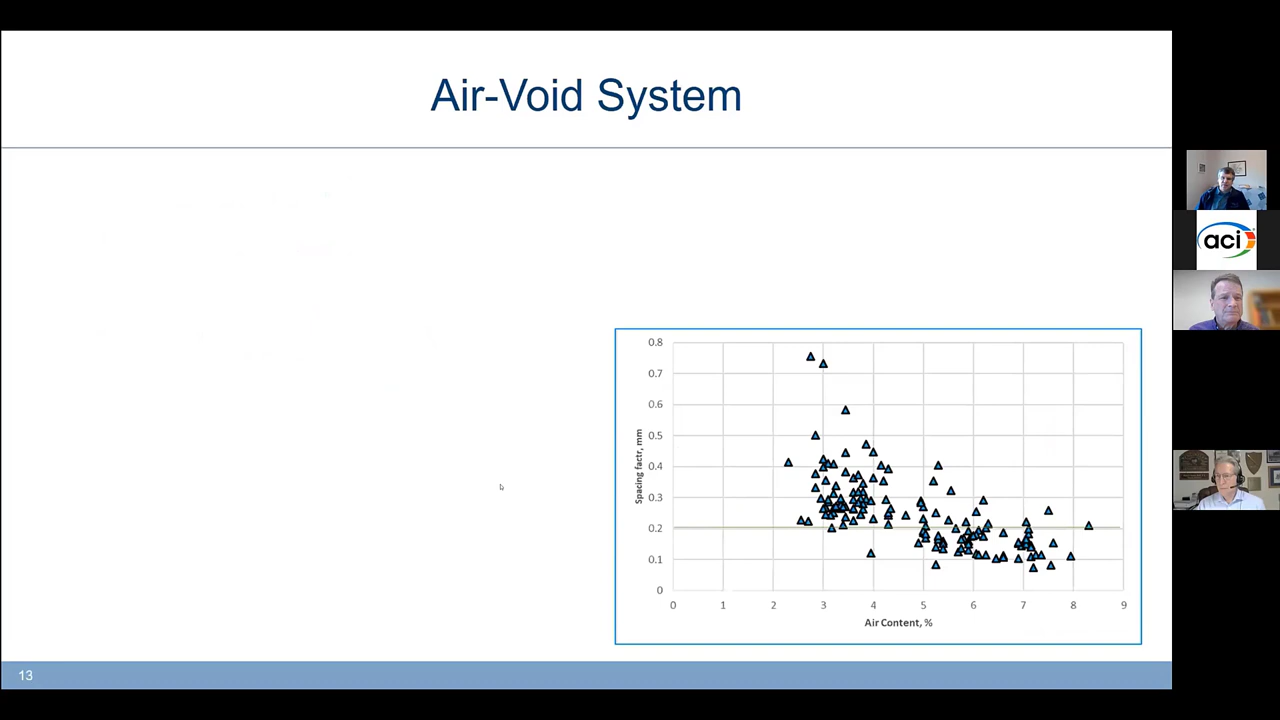 Air-Void System
aci
0.8
0.7
0.6
0.5
0.4
0.3
0.2
0.1
0
Spacing factr, mm
0 1 2 3 4 5 6 7 8 9
Air Content, %
13